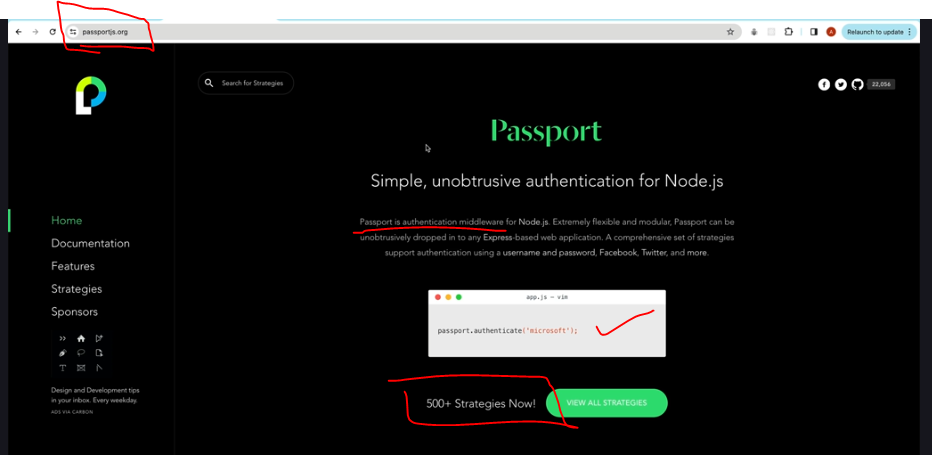 passportjs.org
A
Relaunch to update
Search for Strategies
22,056
Passport
Simple, unobtrusive authentication for Node.js
Passport is authentication middleware for Node.js. Extremely flexible and modular, Passport can be
unobtrusively dropped in to any Express-based web application. A comprehensive set of strategies
support authentication using a username and password, Facebook, Twitter, and more.
Home
Documentation
Features
Strategies
Sponsors
app.js — vim
passport.authenticate('microsoft');
Design and Development tips
in your inbox. Every weekday.
ADS VIA CARBON
500+ Strategies Now!
VIEW ALL STRATEGIES